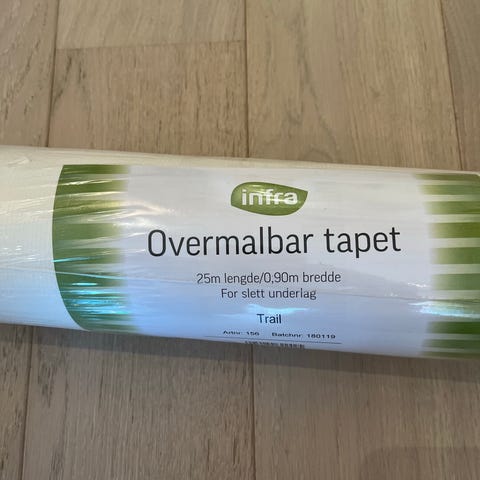 infra
Overmalbar tapet
25m lengde/0,90m bredde
For slett underlag
Trail
Artnr: 156 Batchnr: 180119